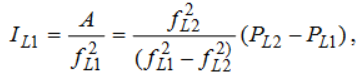 I_{L1} = \frac{A}{f_{L1}^2} = \frac{f_{L2}^2}{(f_{L1}^2 - f_{L2}^2)} (P_{L2} - P_{L1}),